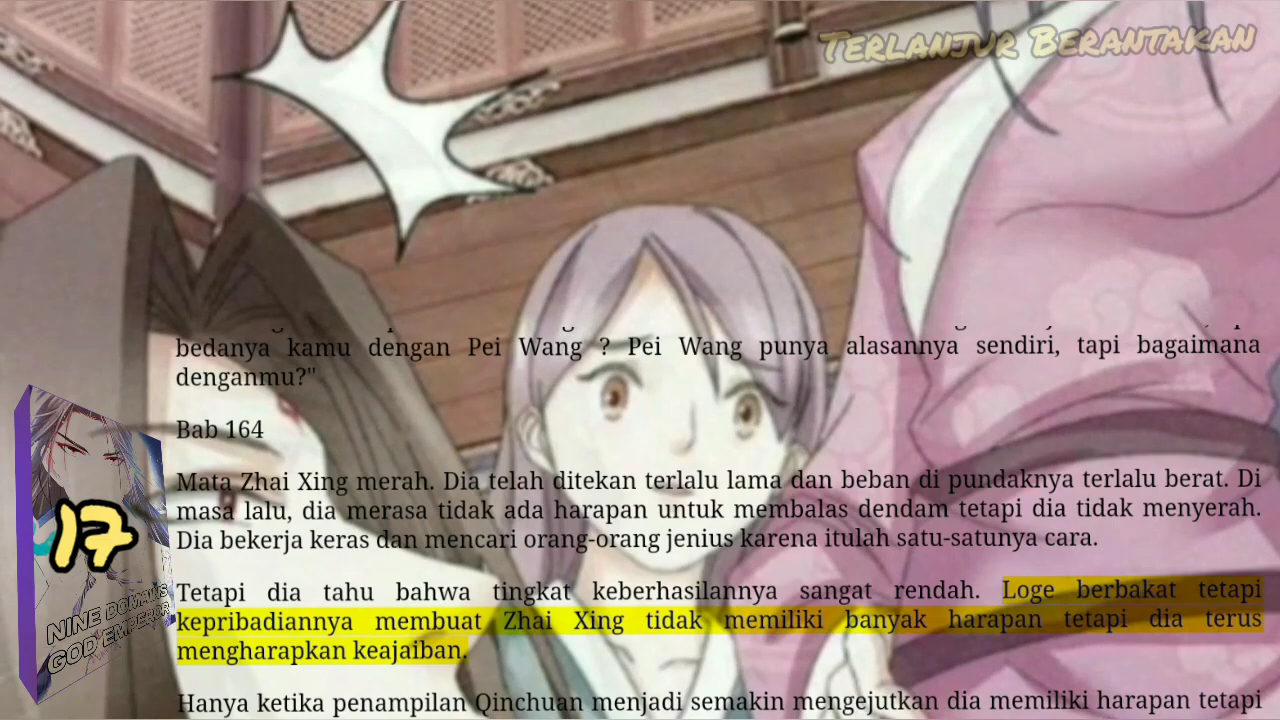 Terlanjur Berantakan
bedanya kamu dengan Pei Wang ? Pei Wang punya alasannya sendiri, tapi bagaimana
denganmu?"
Bab 164
Mata Zhai Xing merah. Dia telah ditekan terlalu lama dan beban di pundaknya terlalu berat. Di
masa lalu, dia merasa tidak ada harapan untuk membalas dendam tetapi dia tidak menyerah.
Dia bekerja keras dan mencari orang-orang jenius karena itulah satu-satunya cara.
Tetapi dia tahu bahwa tingkat keberhasilannya sangat rendah. Loge berbakat tetapi
kepribadiannya membuat Zhai Xing tidak memiliki banyak harapan tetapi dia terus
mengharapkan keajaiban.
Hanya ketika penampilan Qinchuan menjadi semakin mengejutkan dia memiliki harapan tetapi
17
NINE DOMAINS
GOD EMPEROR